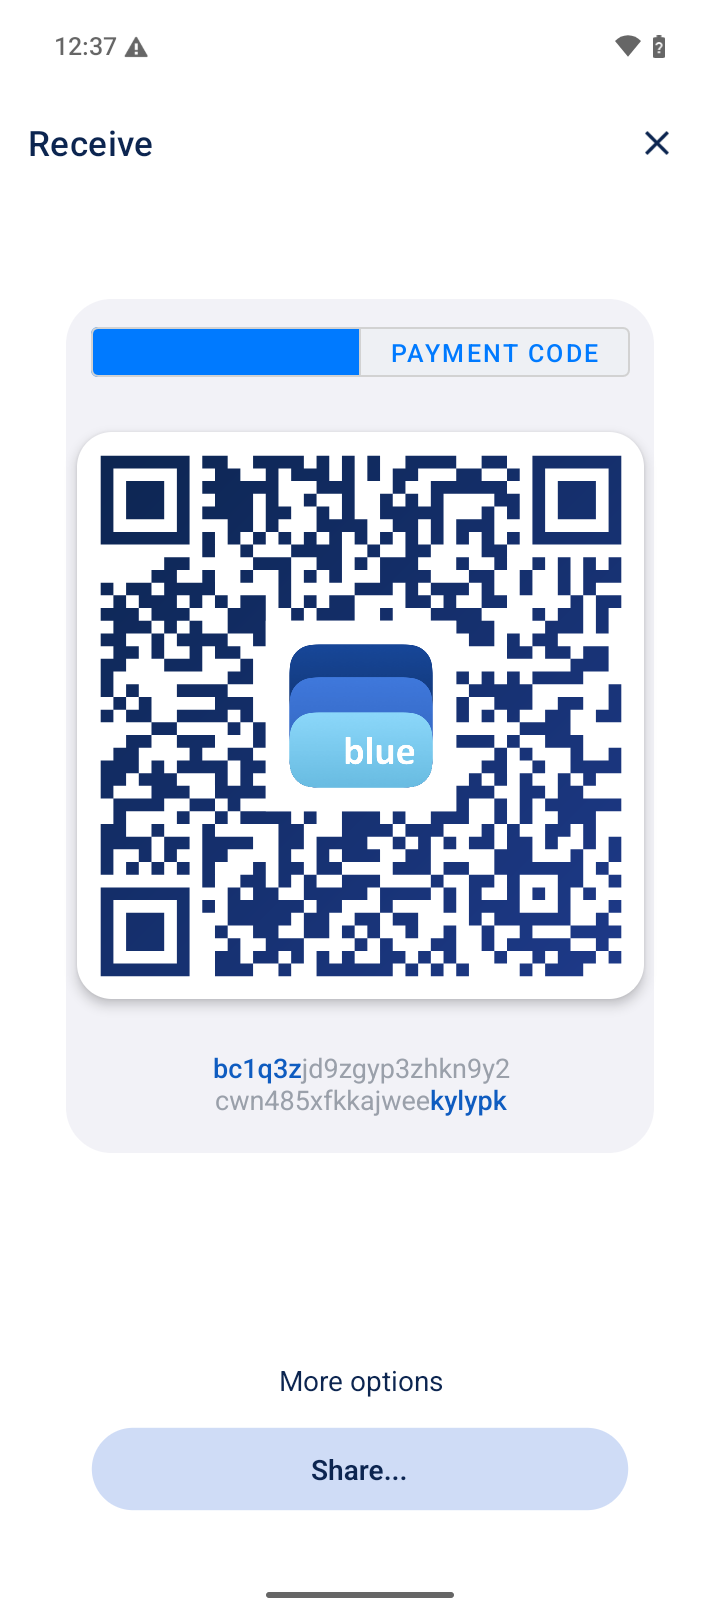 12:37
Receive
PAYMENT CODE
blue
bc1q3zjd9zgyp3zhkn9y2
cwn485xfkkajweekylypk
More options
Share...